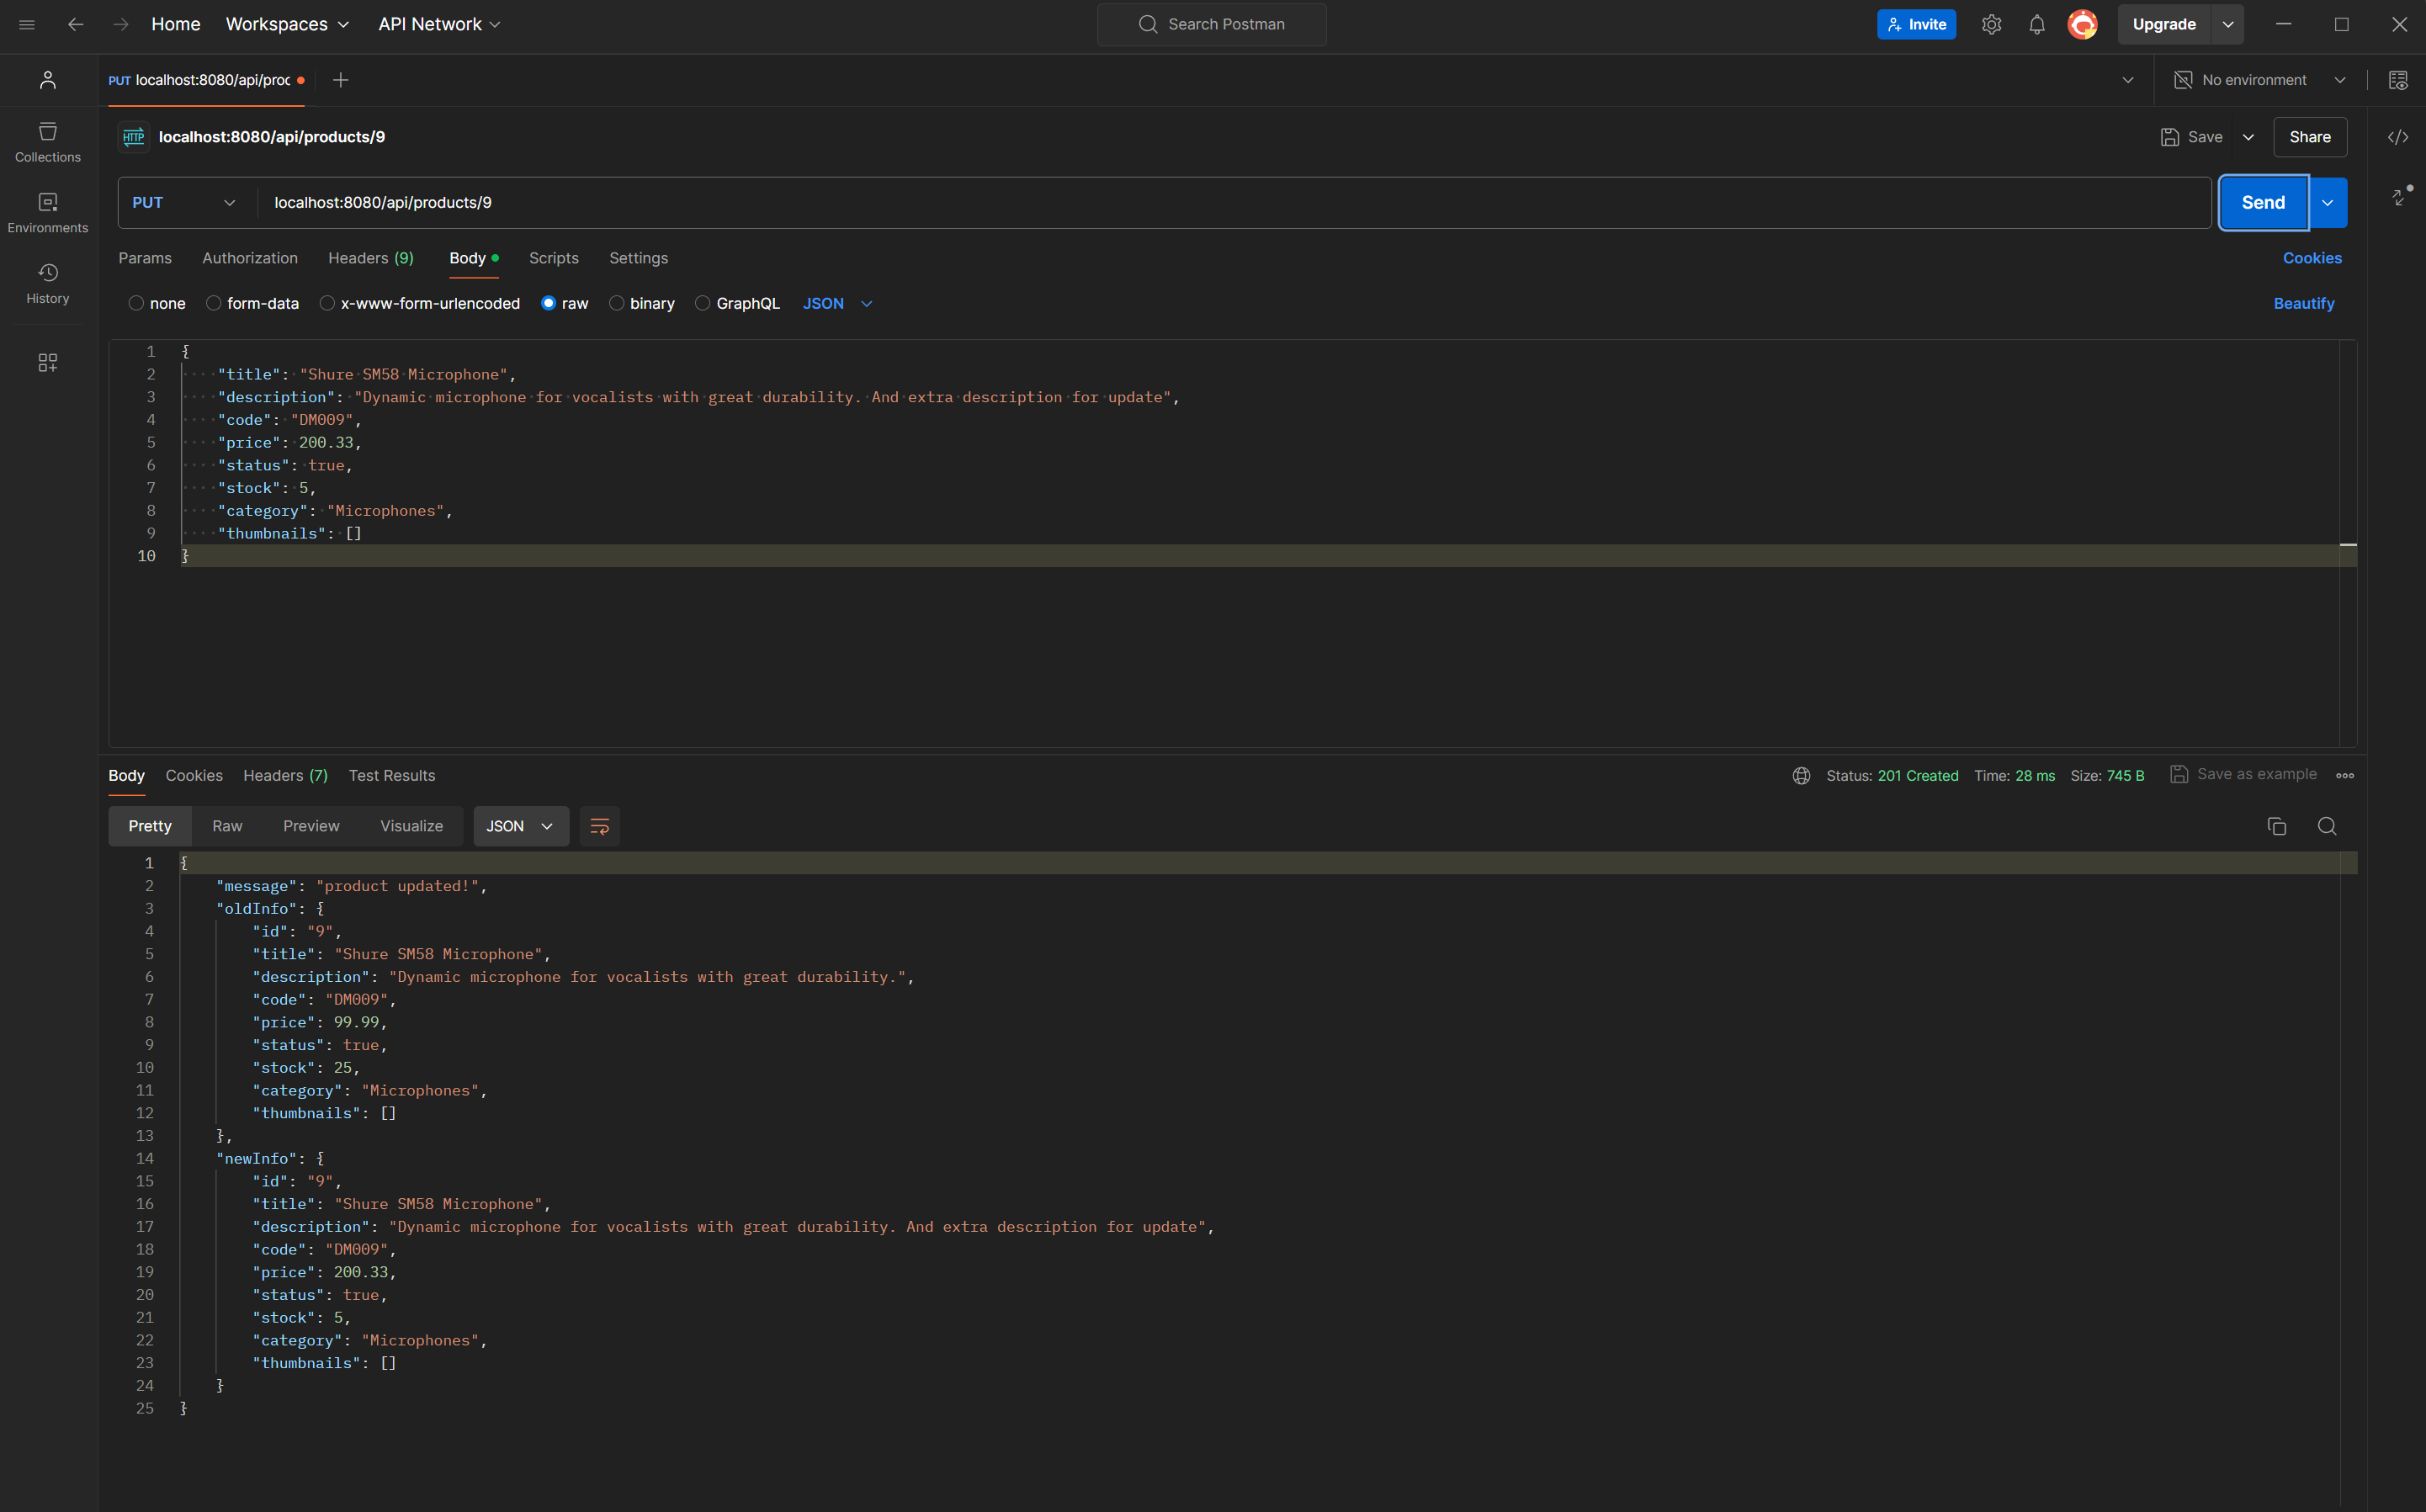 Home Workspaces API Network Search Postman Invite Upgrade
PUT localhost:8080/api/proc No environment
Collections
Environments
History
HTTP localhost:8080/api/products/9 Save Share
PUT localhost:8080/api/products/9 Send
Params Authorization Headers (9) Body Scripts Settings Cookies
none form-data x-www-form-urlencoded raw binary GraphQL JSON Beautify
1 {
2 "title": "Shure SM58 Microphone",
3 "description": "Dynamic microphone for vocalists with great durability. And extra description for update",
4 "code": "DM009",
5 "price": 200.33,
6 "status": true,
7 "stock": 5,
8 "category": "Microphones",
9 "thumbnails": []
10 }
Body Cookies Headers (7) Test Results Status: 201 Created Time: 28 ms Size: 745 B Save as example
Pretty Raw Preview Visualize JSON
1 {
2 "message": "product updated!",
3 "oldInfo": {
4 "id": "9",
5 "title": "Shure SM58 Microphone",
6 "description": "Dynamic microphone for vocalists with great durability.",
7 "code": "DM009",
8 "price": 99.99,
9 "status": true,
10 "stock": 25,
11 "category": "Microphones",
12 "thumbnails": []
13 },
14 "newInfo": {
15 "id": "9",
16 "title": "Shure SM58 Microphone",
17 "description": "Dynamic microphone for vocalists with great durability. And extra description for update",
18 "code": "DM009",
19 "price": 200.33,
20 "status": true,
21 "stock": 5,
22 "category": "Microphones",
23 "thumbnails": []
24 }
25 }